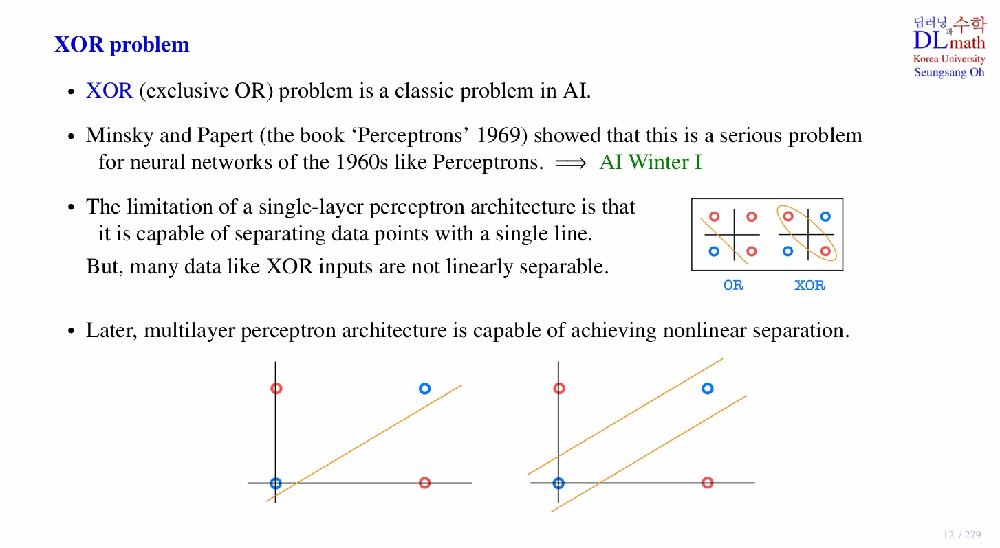 딥러닝과 수학
DL math
Korea University
Seungsang Oh
XOR problem
• XOR (exclusive OR) problem is a classic problem in AI.
• Minsky and Papert (the book ‘Perceptrons’ 1969) showed that this is a serious problem
for neural networks of the 1960s like Perceptrons. ⟹ AI Winter I
• The limitation of a single-layer perceptron architecture is that
it is capable of separating data points with a single line.
But, many data like XOR inputs are not linearly separable.
OR XOR
• Later, multilayer perceptron architecture is capable of achieving nonlinear separation.
12 / 279